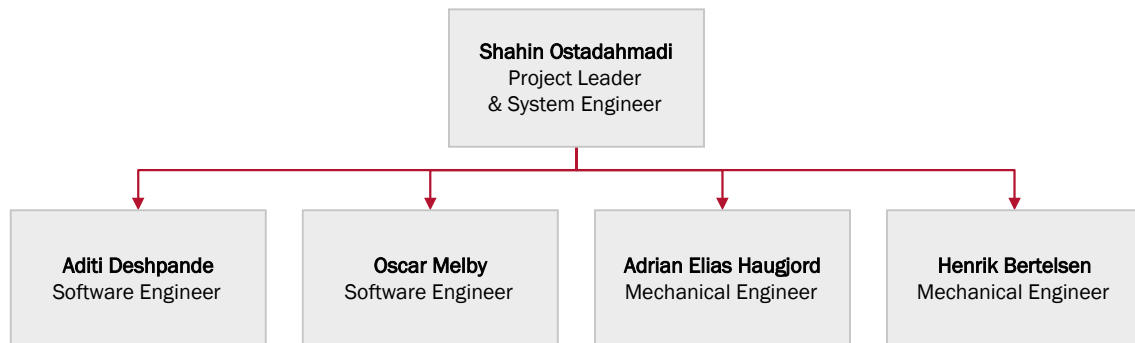 Shahin Ostadahmadi
Project Leader
& System Engineer
Aditi Deshpande
Software Engineer
Oscar Melby
Software Engineer
Adrian Elias Haugjord
Mechanical Engineer
Henrik Bertelsen
Mechanical Engineer